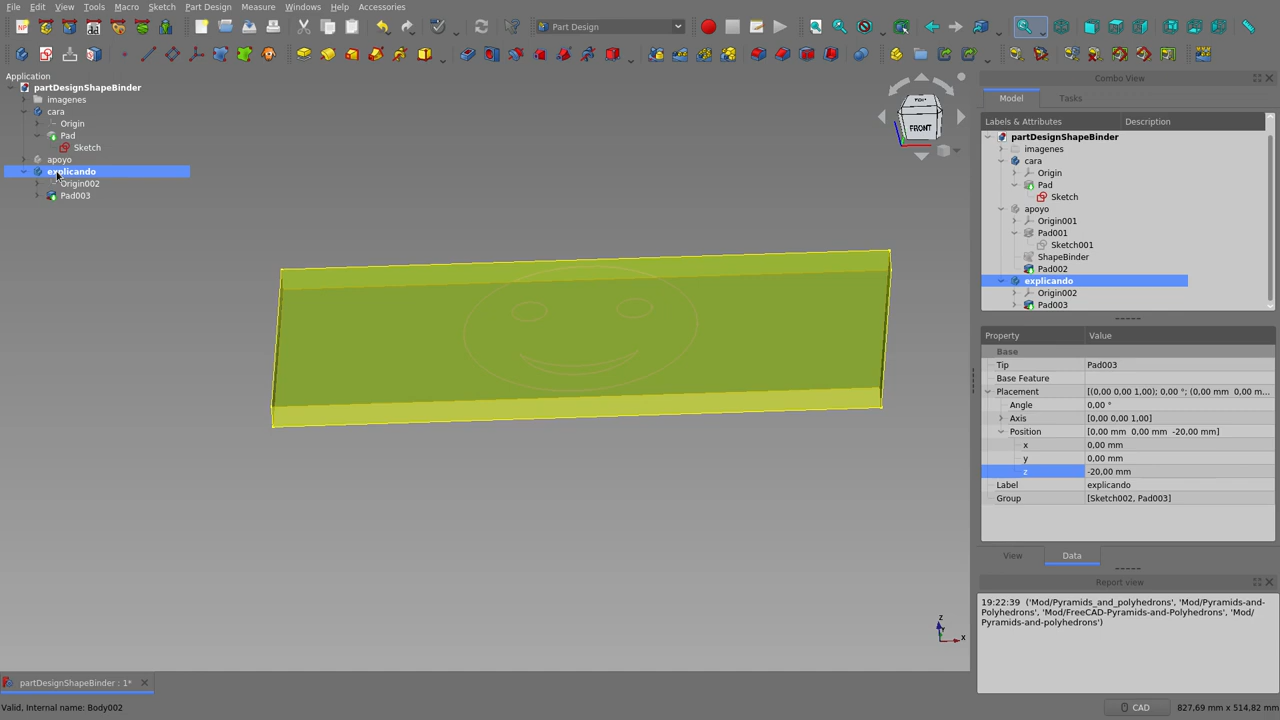 File Edit View Tools Macro Sketch Part Design Measure Windows Help Accessories
Part Design
Application
partDesignShapeBinder
imagenes
cara
Origin
Pad
Sketch
apoyo
explicando
Origin002
Pad003
TOP
FRONT
Z
Y
X
partDesignShapeBinder : 1*
Valid, Internal name: Body002
Combo View
Model Tasks
Labels & Attributes Description
partDesignShapeBinder
imagenes
cara
Origin
Pad
Sketch
apoyo
Origin001
Pad001
Sketch001
ShapeBinder
Pad002
explicando
Origin002
Pad003
Property Value
Base
Tip Pad003
Base Feature
Placement [(0,00 0,00 1,00); 0,00 °; (0,00 mm 0,00 m...
Angle 0,00 °
Axis [0,00 0,00 1,00]
Position [0,00 mm 0,00 mm -20,00 mm]
x 0,00 mm
y 0,00 mm
z -20,00 mm
Label explicando
Group [Sketch002, Pad003]
View Data
Report view
19:22:39 ('Mod/Pyramids_and_polyhedrons', 'Mod/Pyramids-and-
Polyhedrons', 'Mod/FreeCAD-Pyramids-and-Polyhedrons', 'Mod/
Pyramids-and-polyhedrons')
CAD 827,69 mm x 514,82 mm